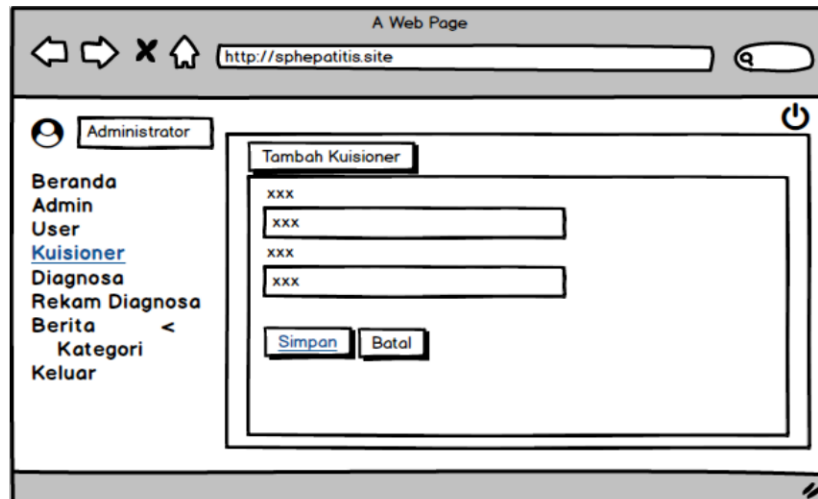 A Web Page
http://sphepatitis.site
Administrator
Tambah Kuisioner
Beranda
Admin
User
Kuisioner
Diagnosa
Rekam Diagnosa
Berita <
Kategori
Keluar
xxx
xxx
xxx
xxx
Simpan Batal